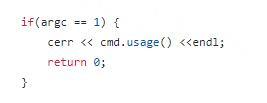 if(argc == 1) {
    cerr << cmd.usage() <<endl;
    return 0;
}